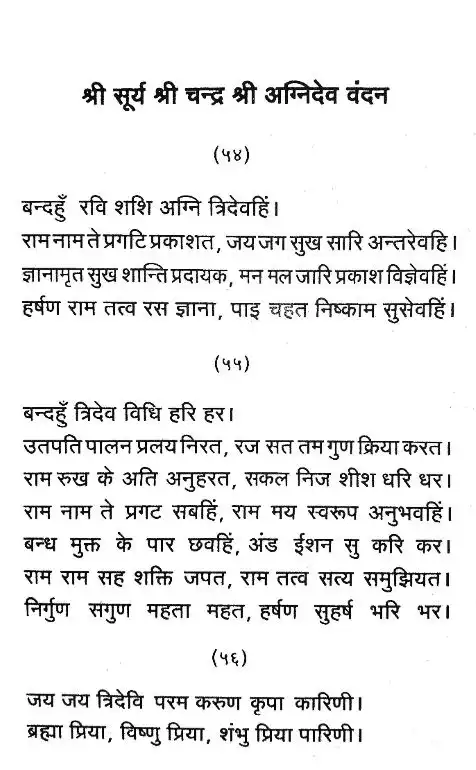 श्री सूर्य श्री चन्द्र श्री अग्निदेव वंदन
(५४)
बन्दहुँ रवि शशि अग्नि त्रिदेवहिं।
राम नाम ते प्रगटि प्रकाशत, जय जग सुख सारि अन्तरेवहि।
ज्ञानामृत सुख शान्ति प्रदायक, मन मल जारि प्रकाश विज्ञेवहिं।
हर्षण राम तत्व रस ज्ञाना, पाइ चहत निष्काम सुसेवहिं।
(५५)
बन्दहुँ त्रिदेव विधि हरि हर।
उतपति पालन प्रलय निरत, रज सत तम गुण क्रिया करत।
राम रुख के अति अनुहरत, सकल निज शीश धरि धर।
राम नाम ते प्रगट सबहिं, राम मय स्वरूप अनुभवहिं।
बन्ध मुक्त के पार छवहिं, अंड ईशन सु करि कर।
राम राम सह शक्ति जपत, राम तत्व सत्य समुझियत।
निर्गुण सगुण महता महत, हर्षण सुहर्ष भरि भर।
(५६)
जय जय त्रिदेवि परम करुण कृपा कारिणी।
ब्रह्मा प्रिया, विष्णु प्रिया, शंभु प्रिया पारिणी।